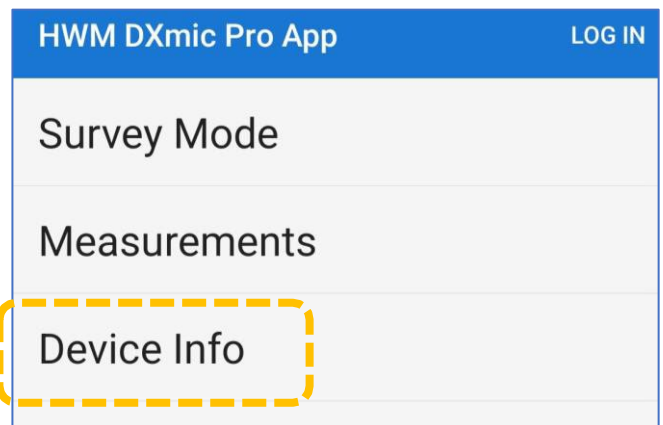 HWM DXmic Pro App LOG IN
Survey Mode
Measurements
Device Info